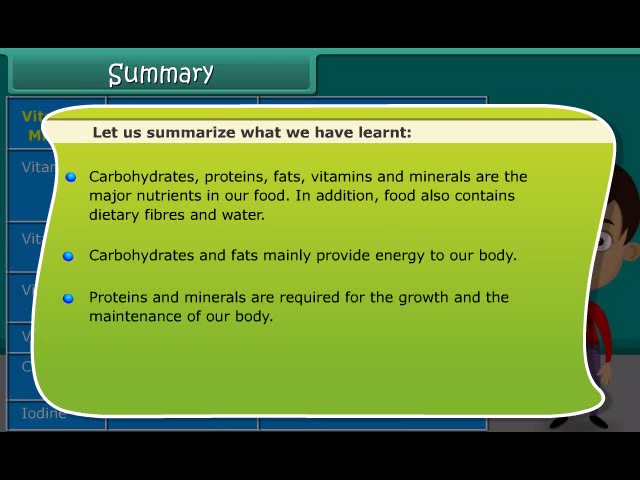 Summary
Let us summarize what we have learnt:
Carbohydrates, proteins, fats, vitamins and minerals are the
major nutrients in our food. In addition, food also contains
dietary fibres and water.
Carbohydrates and fats mainly provide energy to our body.
Proteins and minerals are required for the growth and the
maintenance of our body.
Iodine